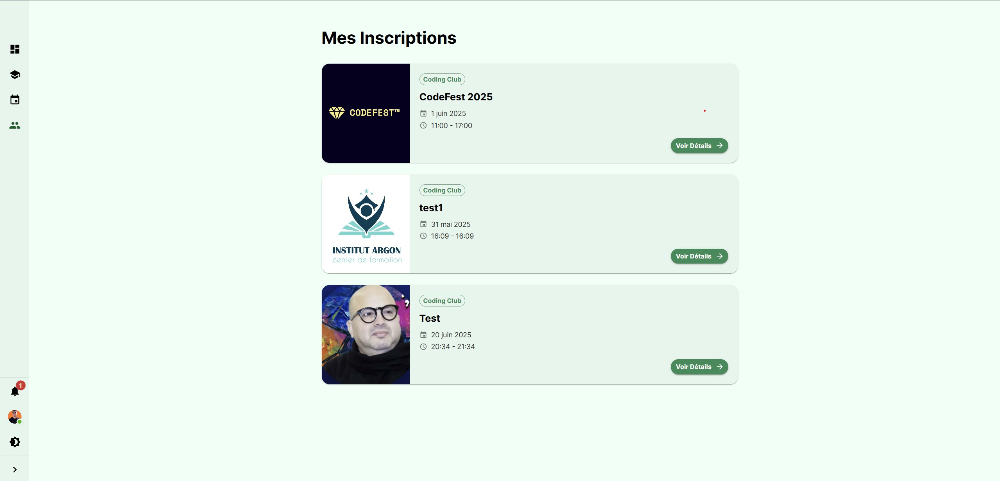 Mes Inscriptions
CODEFEST™
Coding Club
CodeFest 2025
1 juin 2025
11:00 - 17:00
Voir Détails
INSTITUT ARGON
center de formation
Coding Club
test1
31 mai 2025
16:09 - 16:09
Voir Détails
Coding Club
Test
20 juin 2025
20:34 - 21:34
Voir Détails
1